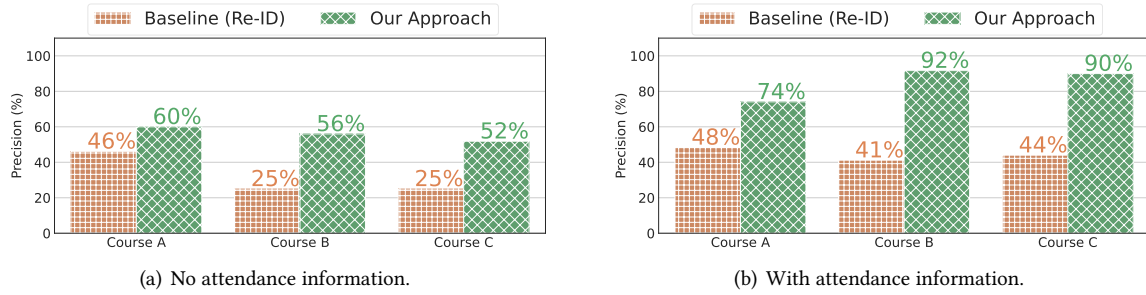 Baseline (Re-ID) Our Approach
Precision (%)
100
80
60
40
20
0
46% 60% 25% 56% 25% 52%
Course A Course B Course C
(a) No attendance information.
Baseline (Re-ID) Our Approach
Precision (%)
100
80
60
40
20
0
48% 74% 41% 92% 44% 90%
Course A Course B Course C
(b) With attendance information.